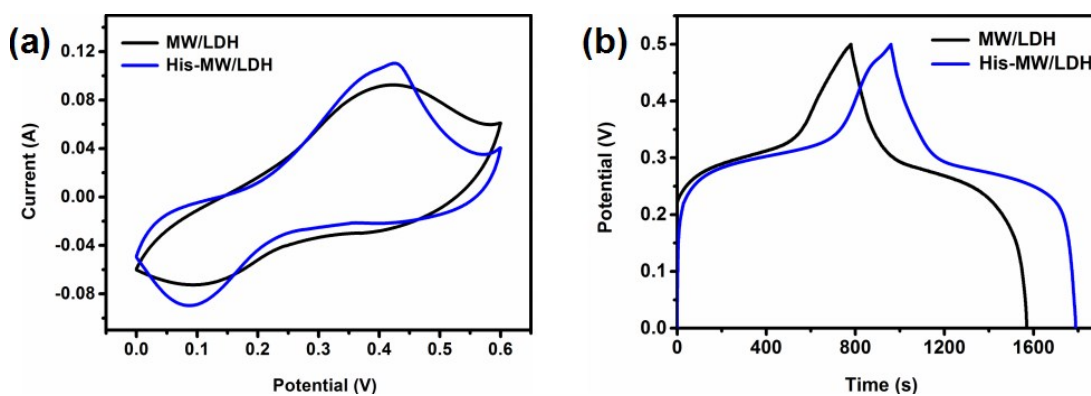 (a)
MW/LDH
His-MW/LDH
Current (A)
0.12
0.08
0.04
0.00
-0.04
-0.08
0.0 0.1 0.2 0.3 0.4 0.5 0.6
Potential (V)
(b)
MW/LDH
His-MW/LDH
Potential (V)
0.5
0.4
0.3
0.2
0.1
0.0
0 400 800 1200 1600
Time (s)